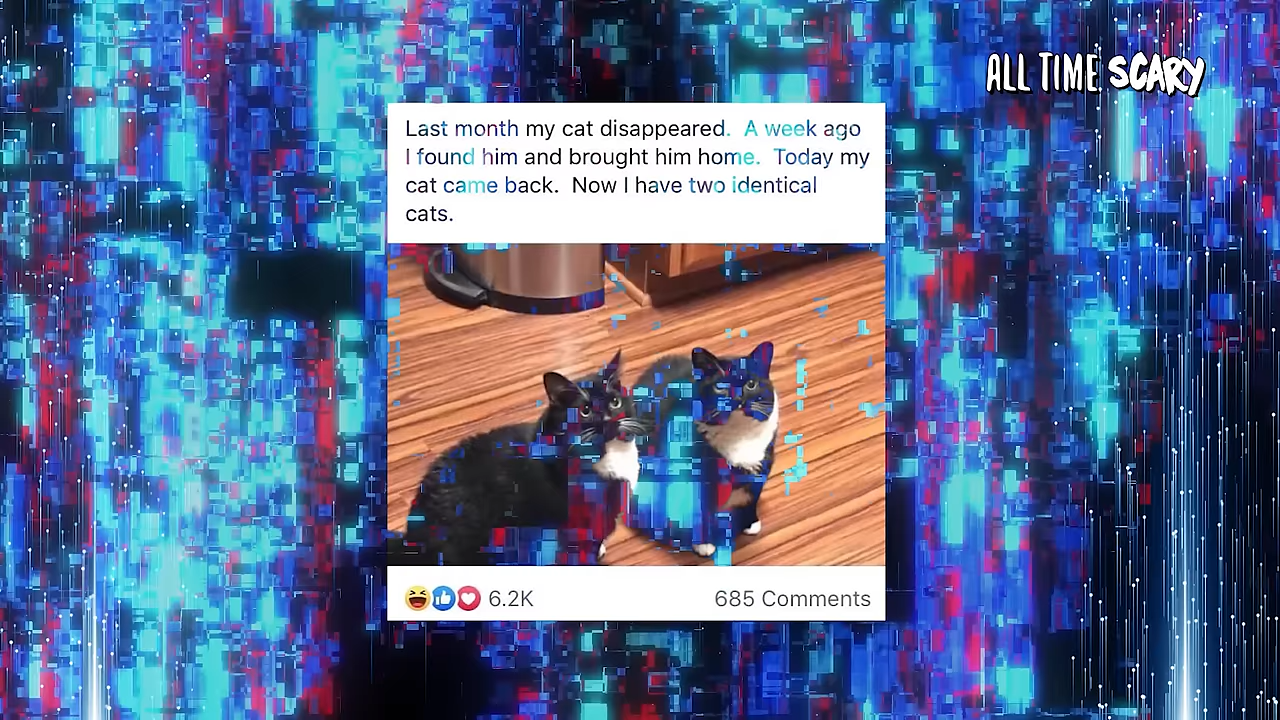 ALL TIME SCARY
Last month my cat disappeared.  A week ago
I found him and brought him home.  Today my
cat came back.  Now I have two identical
cats.
6.2K
685 Comments